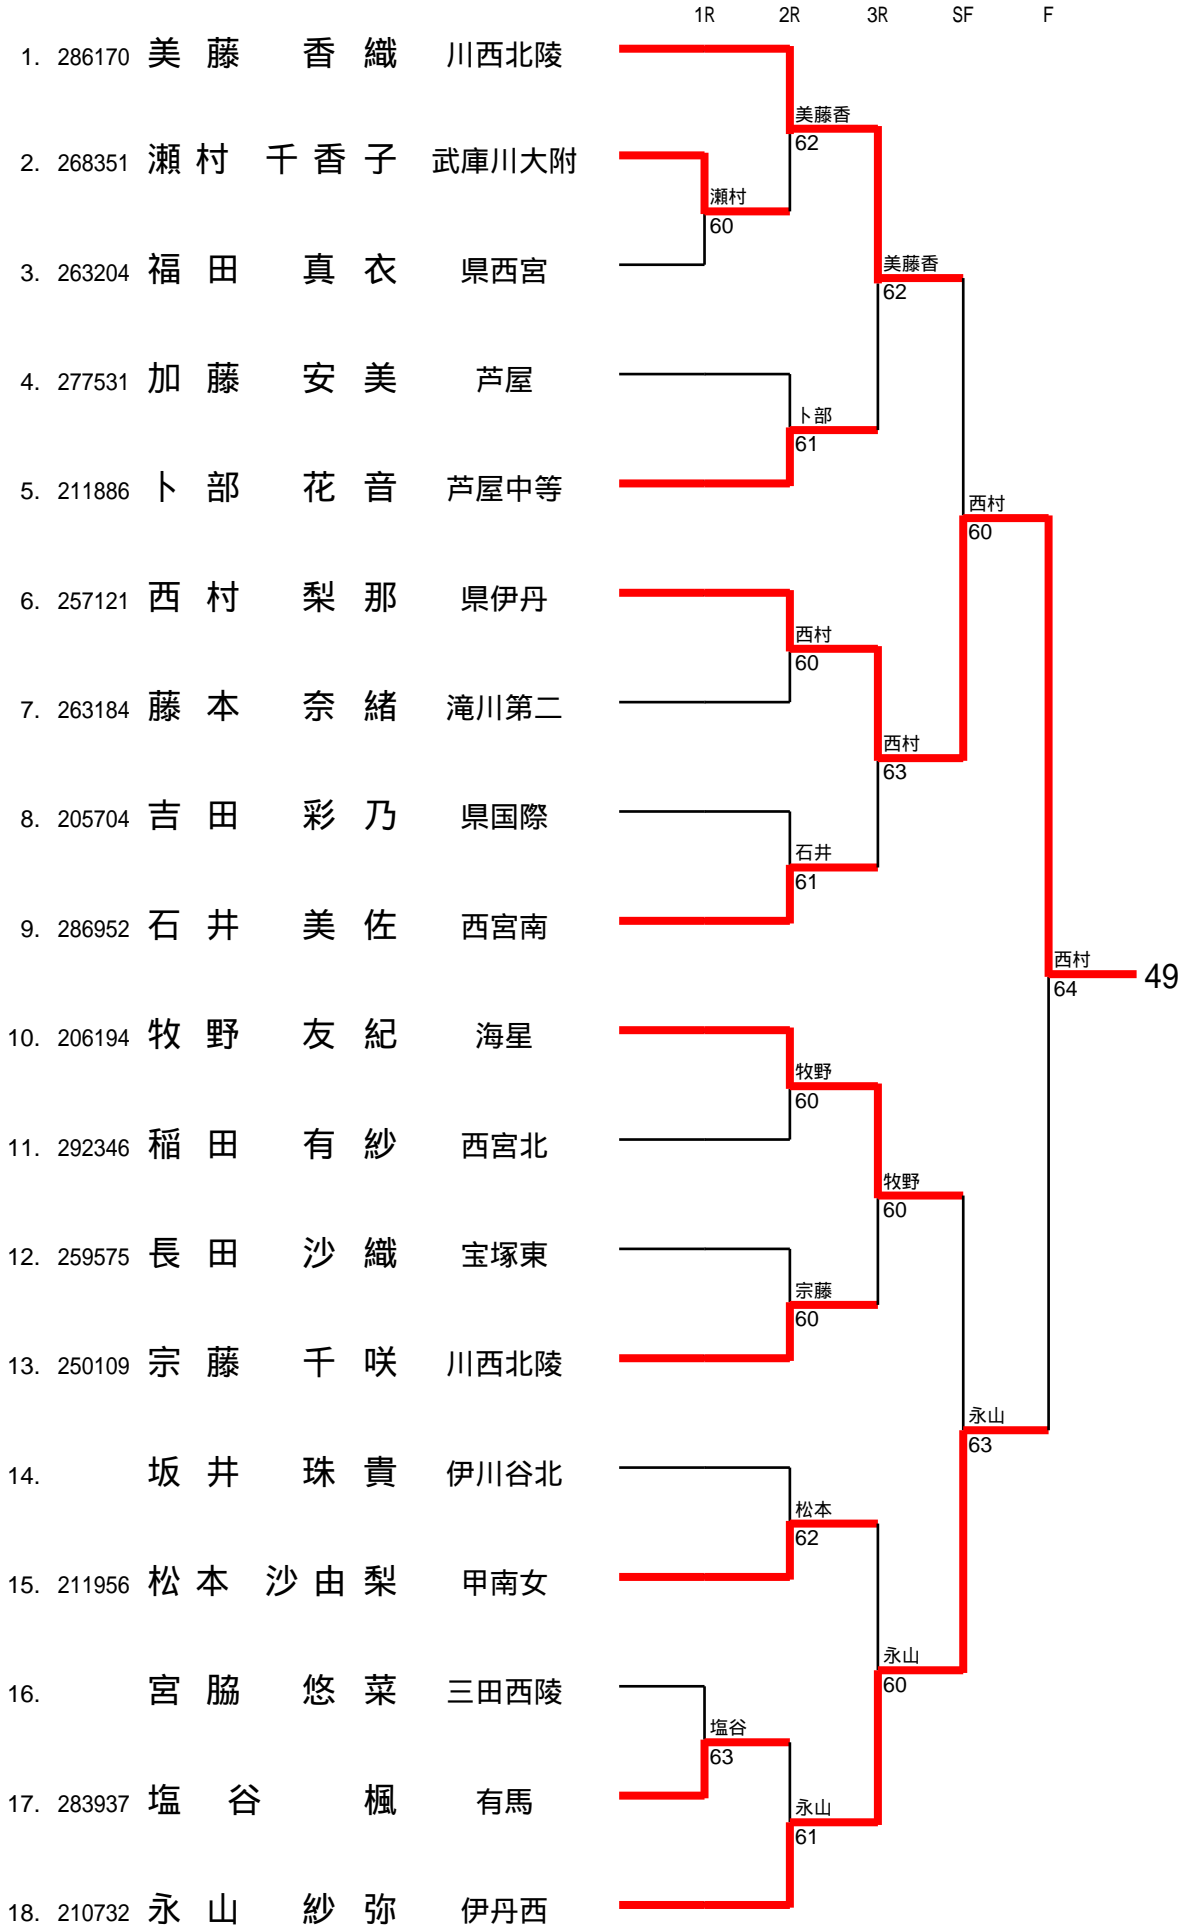 1R 2R 3R SF F
1. 286170 美藤 香織 川西北陵
美藤香
62
2. 268351 瀬村 千香子 武庫川大附
瀬村
60
3. 263204 福田 真衣 県西宮
美藤香
62
4. 277531 加藤 安美 芦屋
卜部
61
5. 211886 卜部 花音 芦屋中等
西村
60
6. 257121 西村 梨那 県伊丹
西村
60
7. 263184 藤本 奈緒 滝川第二
西村
63
8. 205704 吉田 彩乃 県国際
石井
61
9. 286952 石井 美佐 西宮南
西村
64
49
10. 206194 牧野 友紀 海星
牧野
60
11. 292346 稲田 有紗 西宮北
牧野
60
12. 259575 長田 沙織 宝塚東
宗藤
60
13. 250109 宗藤 千咲 川西北陵
永山
63
14. 坂井 珠貴 伊川谷北
松本
62
15. 211956 松本 沙由梨 甲南女
永山
60
16. 宮脇 悠菜 三田西陵
塩谷
63
17. 283937 塩谷 楓 有馬
永山
61
18. 210732 永山 紗弥 伊丹西